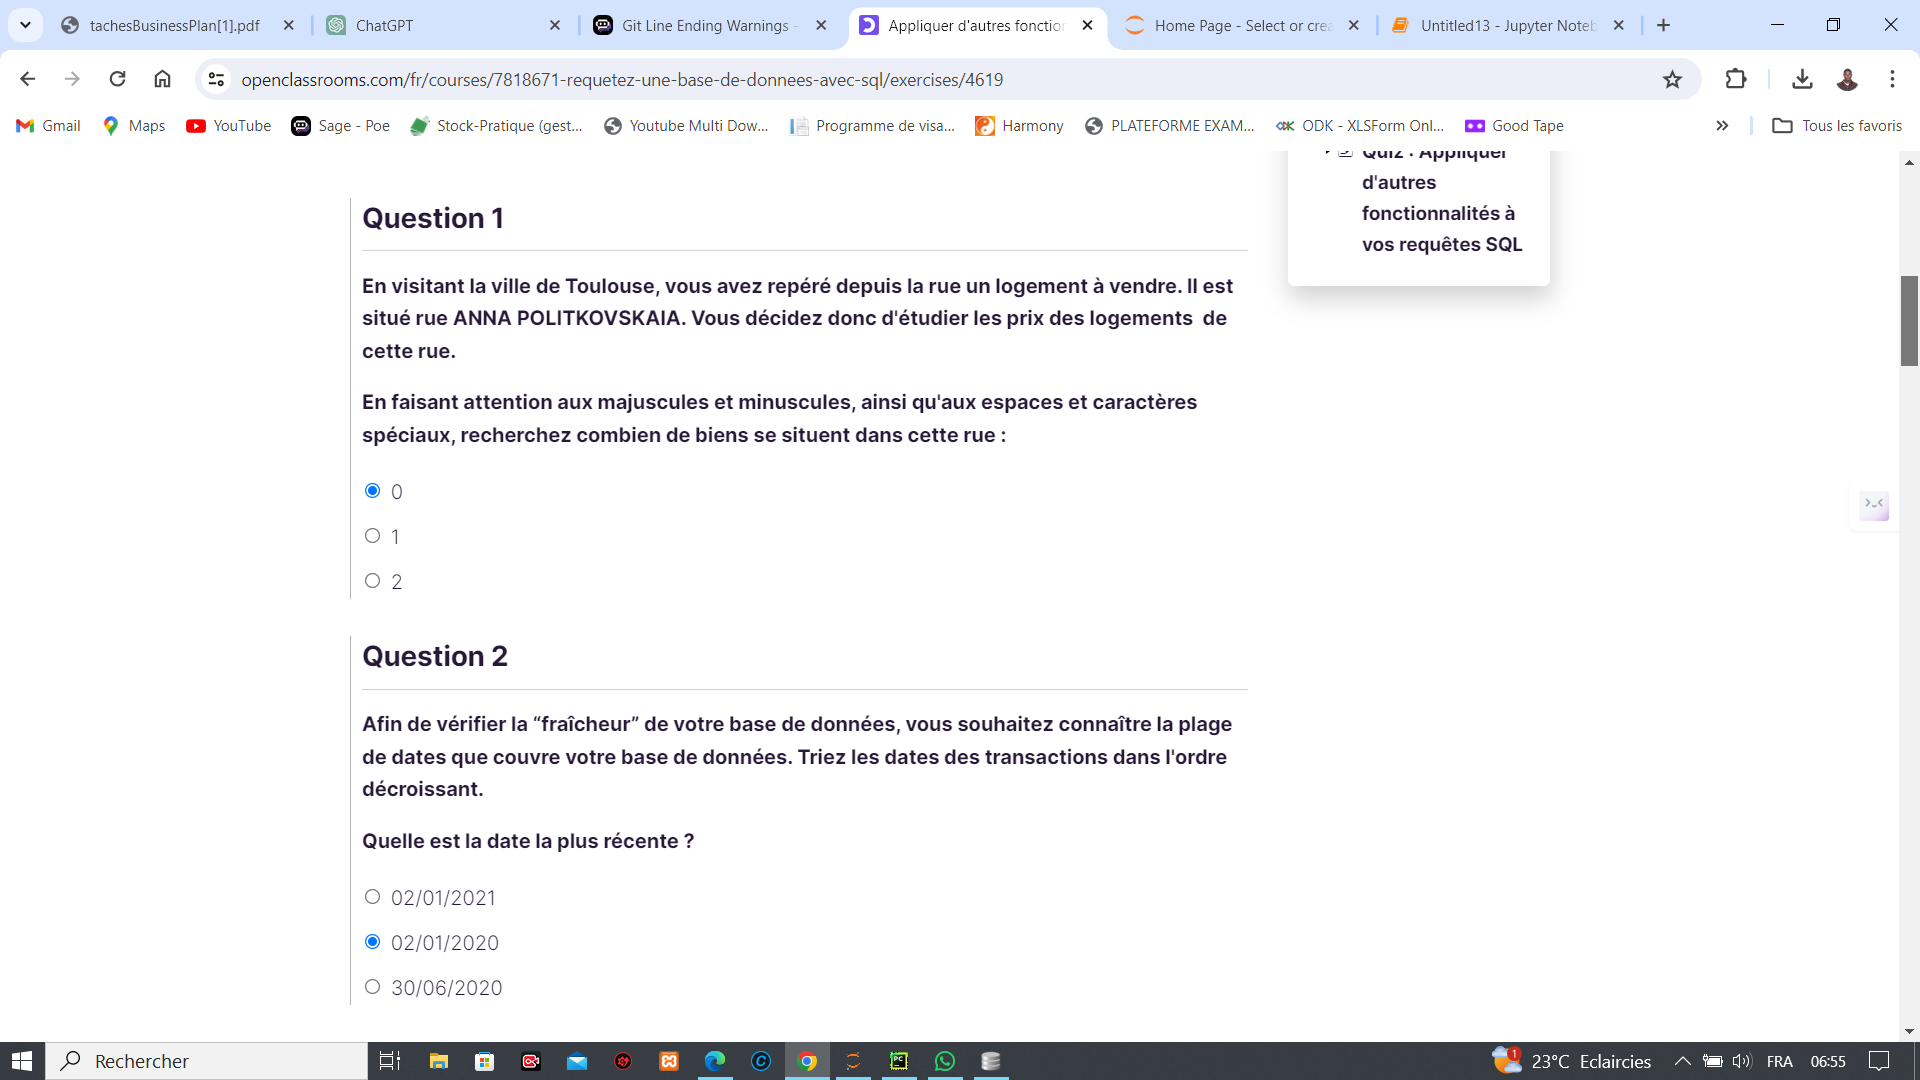 tachesBusinessPlan[1].pdf
ChatGPT
Git Line Ending Warnings -
Appliquer d'autres fonction
Home Page - Select or crea
Untitled13 - Jupyter Noteb
openclassrooms.com/fr/courses/7818671-requetez-une-base-de-donnees-avec-sql/exercises/4619
Gmail
Maps
YouTube
Sage - Poe
Stock-Pratique (gest...
Youtube Multi Dow...
Programme de visa...
Harmony
PLATEFORME EXAM...
ODK - XLSForm Onl...
Good Tape
Tous les favoris
Quiz : Appliquer
d'autres
fonctionnalités à
vos requêtes SQL
Question 1
En visitant la ville de Toulouse, vous avez repéré depuis la rue un logement à vendre. Il est
situé rue ANNA POLITKOVSKAIA. Vous décidez donc d'étudier les prix des logements  de
cette rue.
En faisant attention aux majuscules et minuscules, ainsi qu'aux espaces et caractères
spéciaux, recherchez combien de biens se situent dans cette rue :
0
1
2
Question 2
Afin de vérifier la “fraîcheur” de votre base de données, vous souhaitez connaître la plage
de dates que couvre votre base de données. Triez les dates des transactions dans l'ordre
décroissant.
Quelle est la date la plus récente ?
02/01/2021
02/01/2020
30/06/2020
Rechercher
1
23°C Eclaircies
FRA
06:55